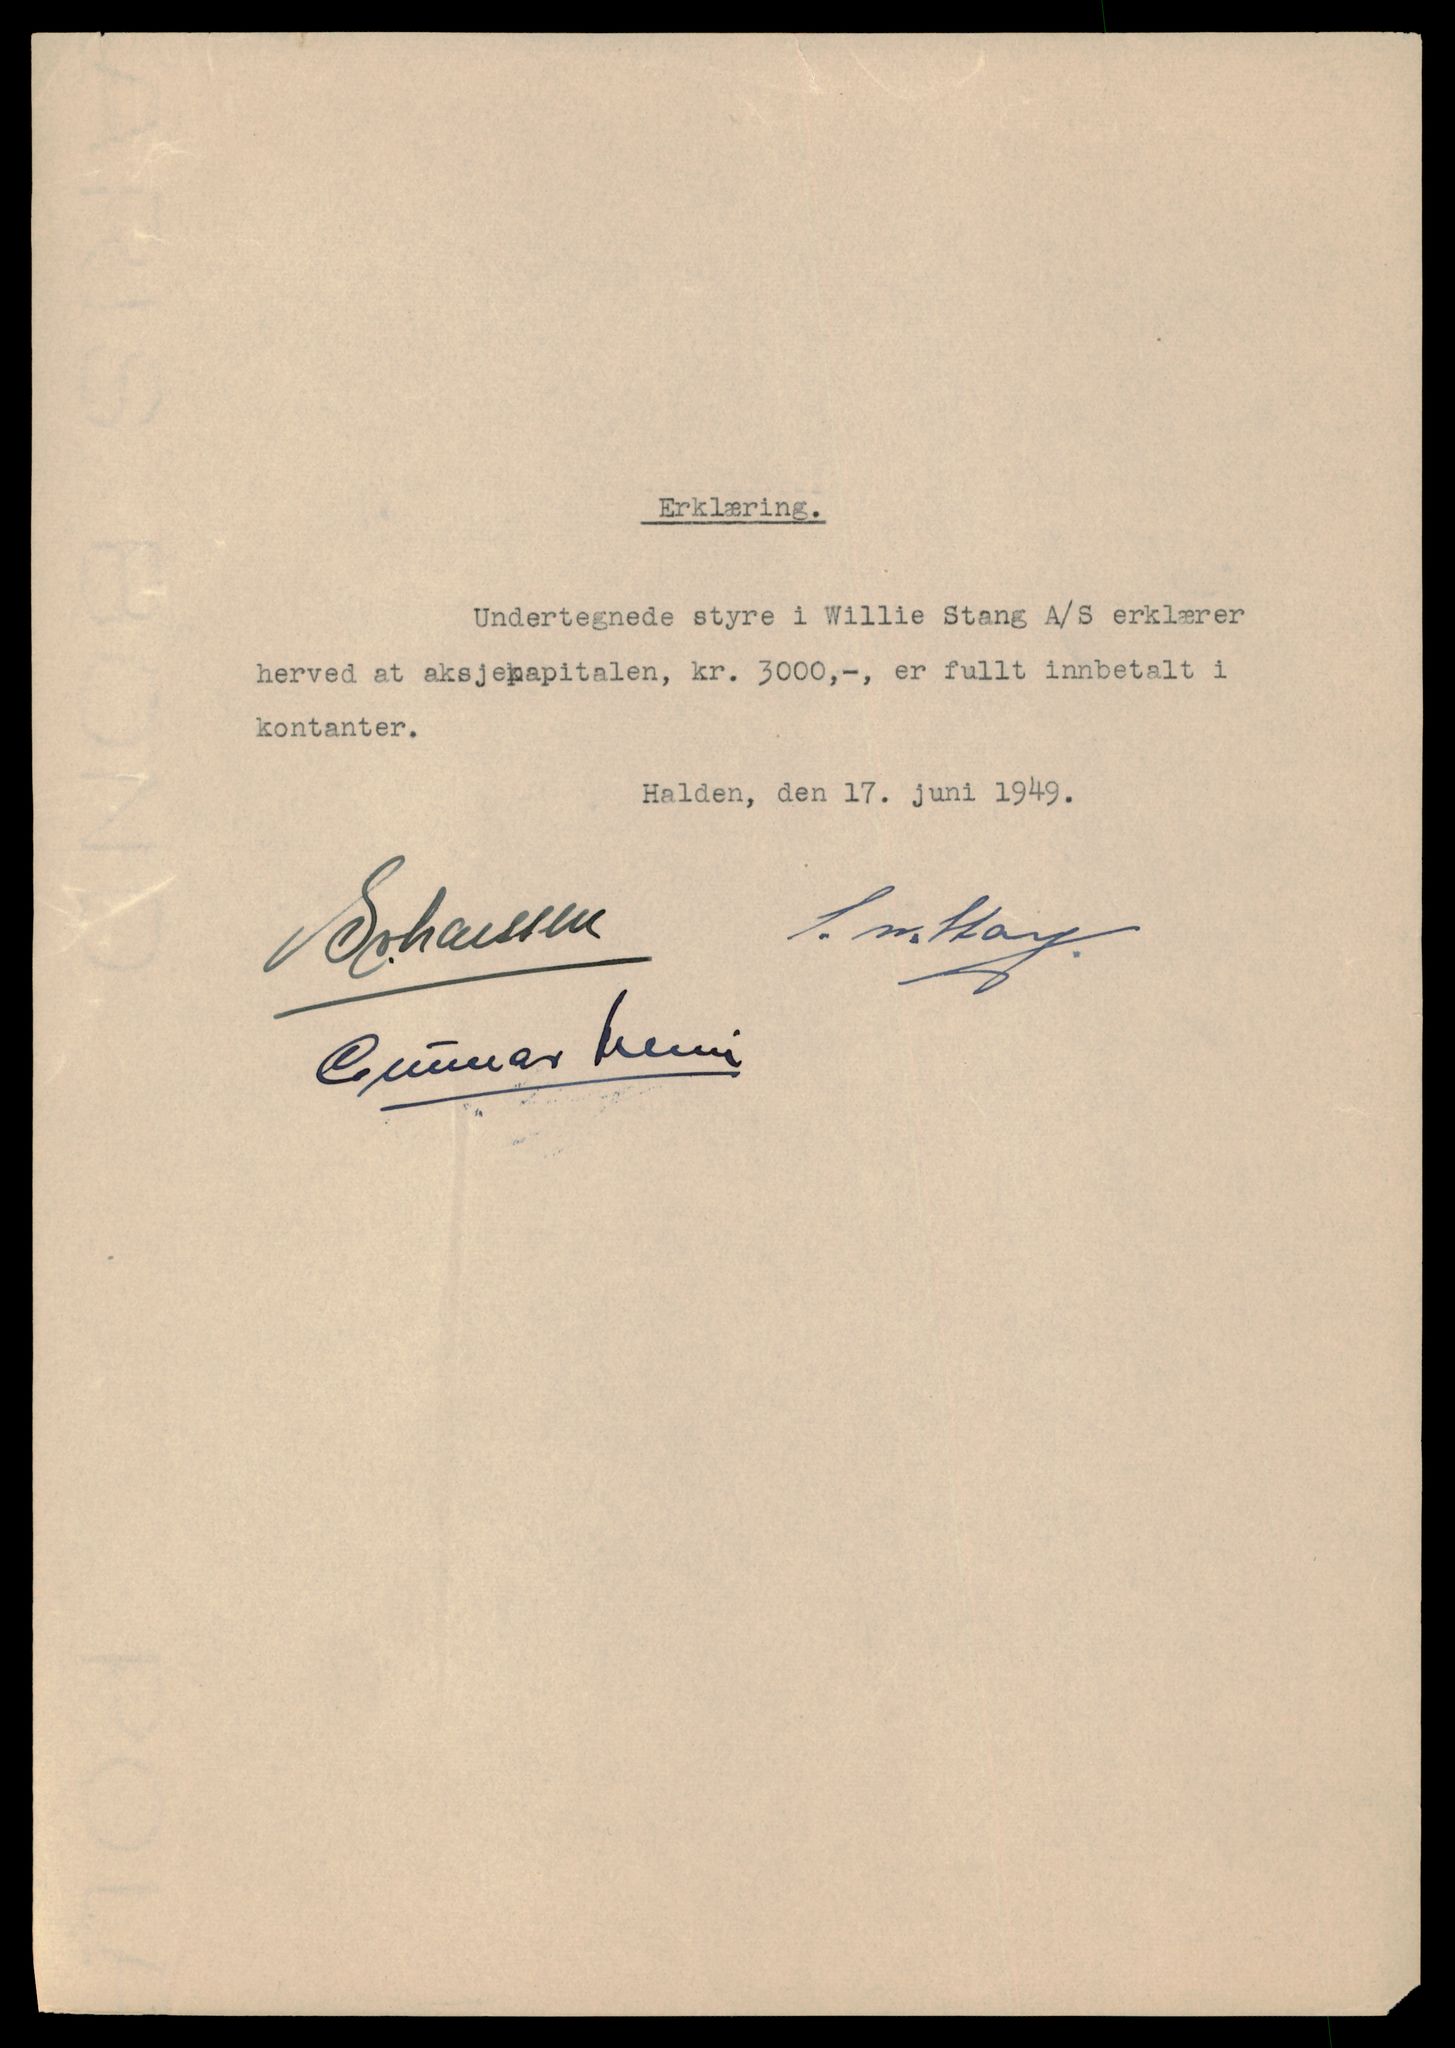 Erklæring.
Undertegnede styre i Willie Stang A/S erklærer
herved at aksjekapitalen, kr. 3000,-, er fullt innbetalt i
kontanter.
Halden, den 17. juni 1949.
Johanssen
Gunnar